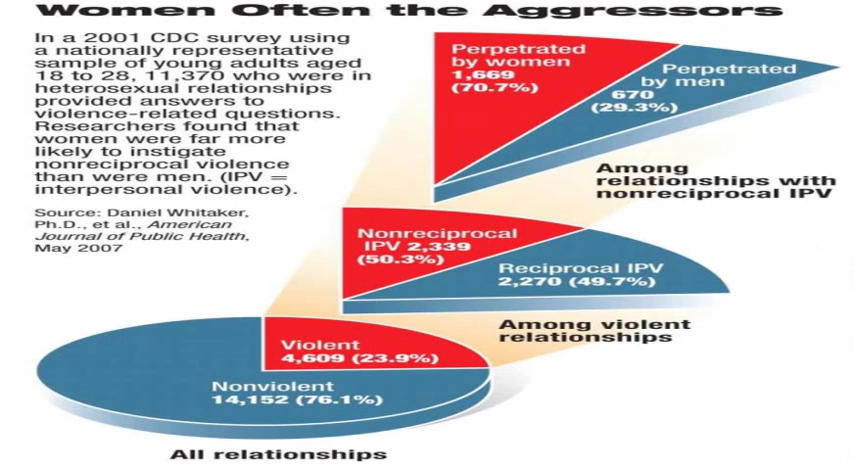 Women Often the Aggressors
In a 2001 CDC survey using
a nationally representative
sample of young adults aged
18 to 28, 11,370 who were in
heterosexual relationships
provided answers to
violence-related questions.
Researchers found that
women were far more
likely to instigate
nonreciprocal violence
than were men. (IPV =
interpersonal violence).
Source: Daniel Whitaker,
Ph.D., et al., American
Journal of Public Health,
May 2007
Perpetrated
by women
1,669
(70.7%)
Perpetrated
by men
670
(29.3%)
Among
relationships with
nonreciprocal IPV
Nonreciprocal
IPV 2,339
(50.3%)
Reciprocal IPV
2,270 (49.7%)
Among violent
relationships
Violent
4,609 (23.9%)
Nonviolent
14,152 (76.1%)
All relationships